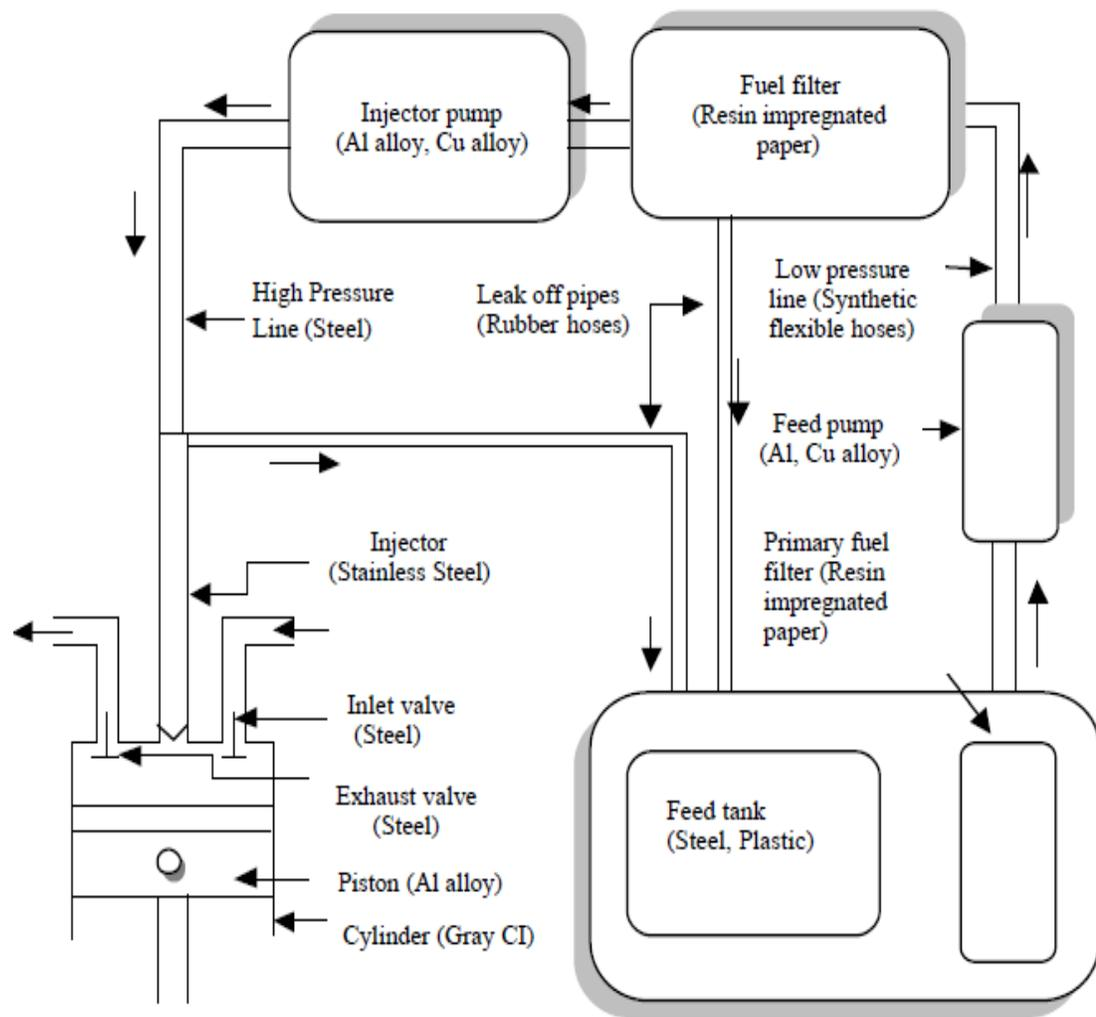 Injector pump
(Al alloy, Cu alloy)
Fuel filter
(Resin impregnated
paper)
High Pressure
Line (Steel)
Leak off pipes
(Rubber hoses)
Low pressure
line (Synthetic
flexible hoses)
Feed pump
(Al, Cu alloy)
Injector
(Stainless Steel)
Primary fuel
filter (Resin
impregnated
paper)
Inlet valve
(Steel)
Exhaust valve
(Steel)
Feed tank
(Steel, Plastic)
Piston (Al alloy)
Cylinder (Gray CI)